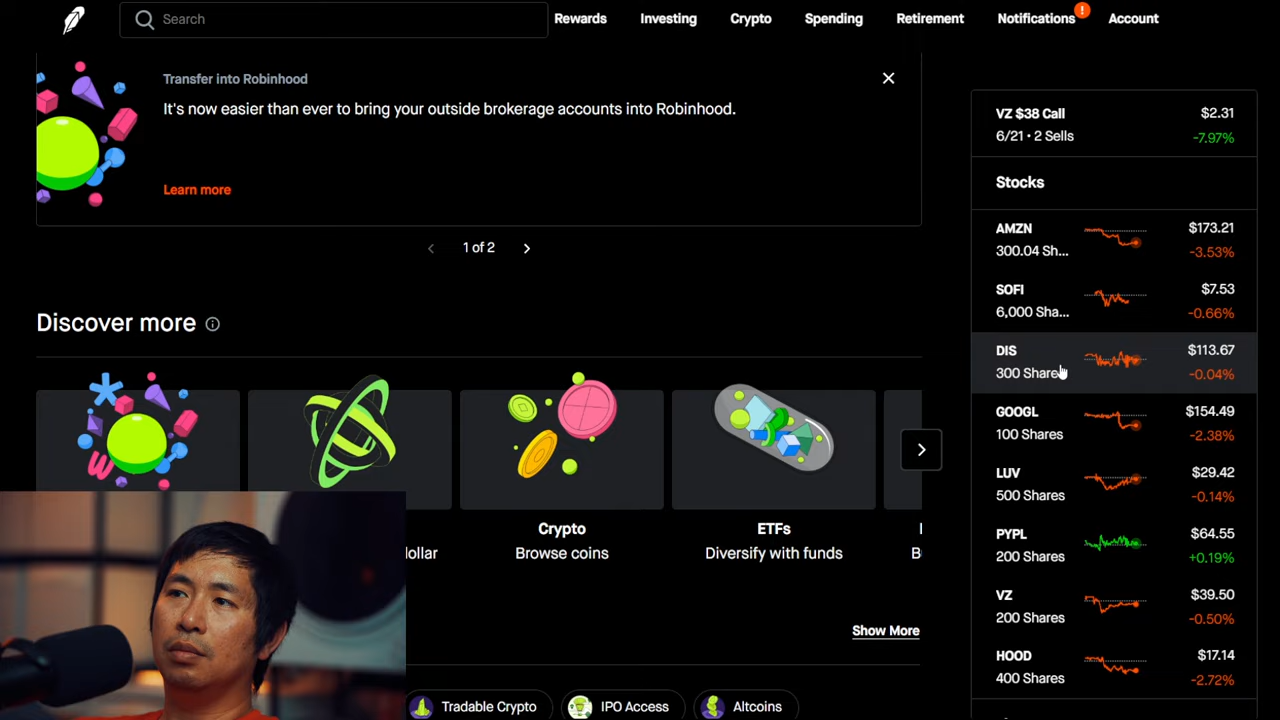 Search
Rewards
Investing
Crypto
Spending
Retirement
Notifications
!
Account
Transfer into Robinhood
It's now easier than ever to bring your outside brokerage accounts into Robinhood.
Learn more
1 of 2
Discover more
Crypto
Browse coins
ETFs
Diversify with funds
Show More
Tradable Crypto
IPO Access
Altcoins
VZ $38 Call $2.31
6/21 • 2 Sells -7.97%
Stocks
AMZN $173.21
300.04 Sh... -3.53%
SOFI $7.53
6,000 Sha... -0.66%
DIS $113.67
300 Shares -0.04%
GOOGL $154.49
100 Shares -2.38%
LUV $29.42
500 Shares -0.14%
PYPL $64.55
200 Shares +0.19%
VZ $39.50
200 Shares -0.50%
HOOD $17.14
400 Shares -2.72%